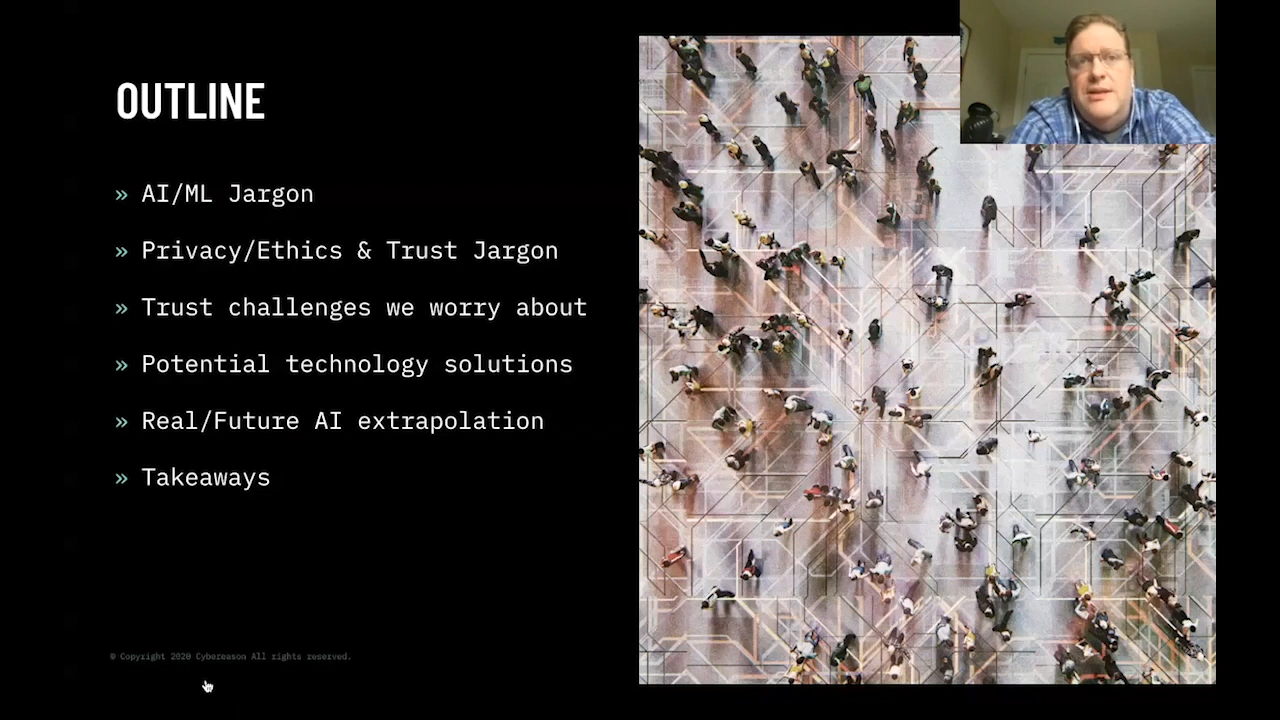 OUTLINE
» AI/ML Jargon
» Privacy/Ethics & Trust Jargon
» Trust challenges we worry about
» Potential technology solutions
» Real/Future AI extrapolation
» Takeaways
© Copyright 2020 Cybereason All rights reserved.